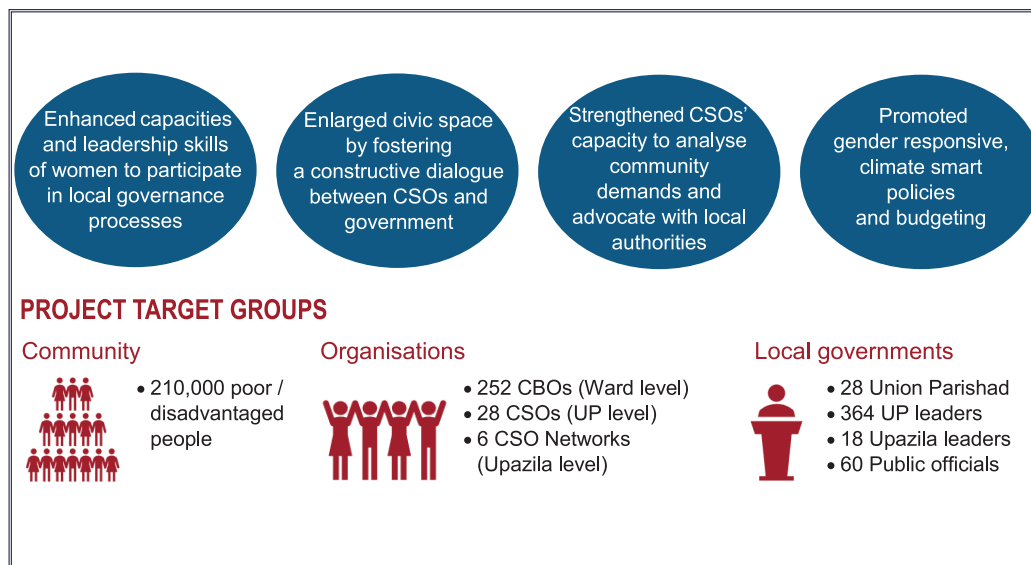 Enhanced capacities
and leadership skills
of women to participate
in local governance
processes
Enlarged civic space
by fostering
a constructive dialogue
between CSOs and
government
Strengthened CSOs'
capacity to analyse
community
demands and
advocate with local
authorities
Promoted
gender responsive,
climate smart
policies
and budgeting
PROJECT TARGET GROUPS
Community
• 210,000 poor /
disadvantaged
people
Organisations
• 252 CBOs (Ward level)
• 28 CSOs (UP level)
• 6 CSO Networks
(Upazila level)
Local governments
• 28 Union Parishad
• 364 UP leaders
• 18 Upazila leaders
• 60 Public officials